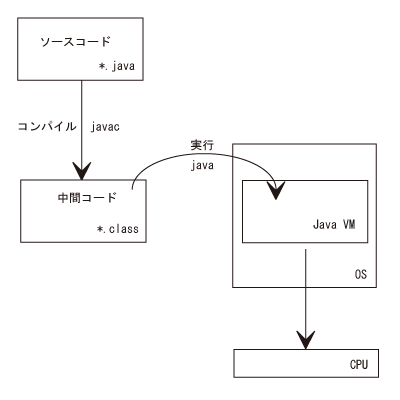 ソースコード
*.java
コンパイル javac
実行
java
中間コード
*.class
Java VM
OS
CPU